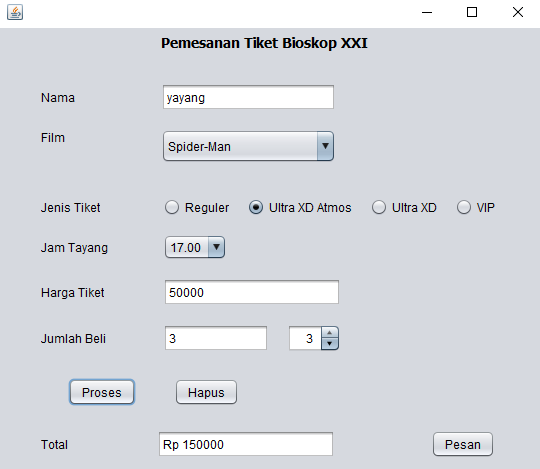 Pemesanan Tiket Bioskop XXI
Nama yayang
Film Spider-Man
Jenis Tiket Reguler Ultra XD Atmos Ultra XD VIP
Jam Tayang 17.00
Harga Tiket 50000
Jumlah Beli 3 3
Proses Hapus
Total Rp 150000 Pesan